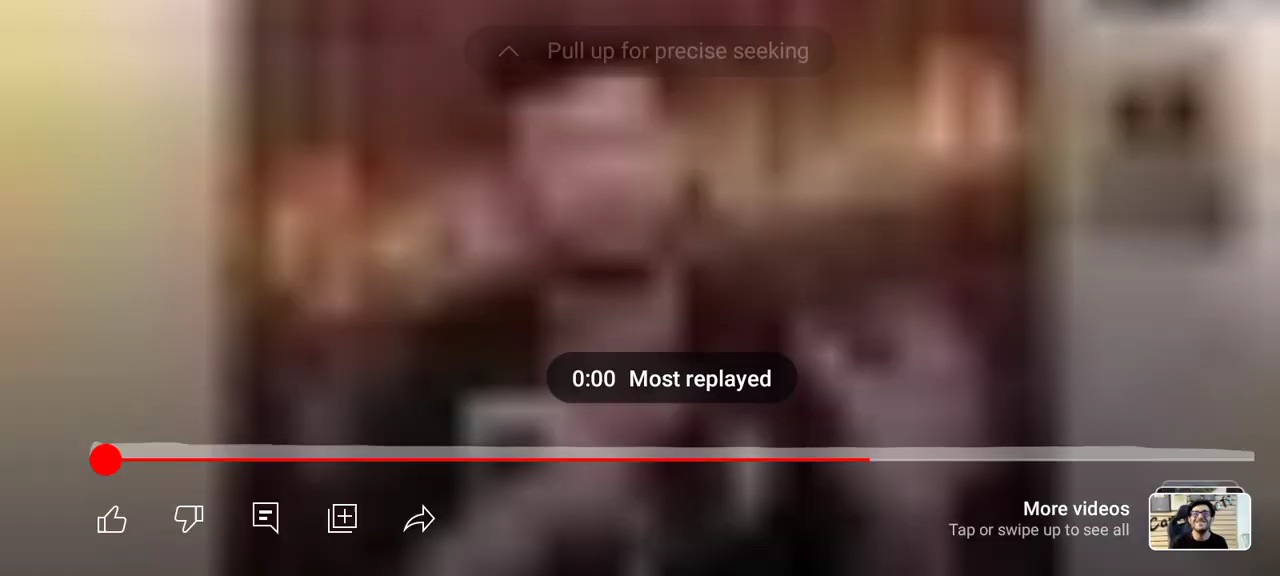 Pull up for precise seeking
0:00 Most replayed
More videos
Tap or swipe up to see all